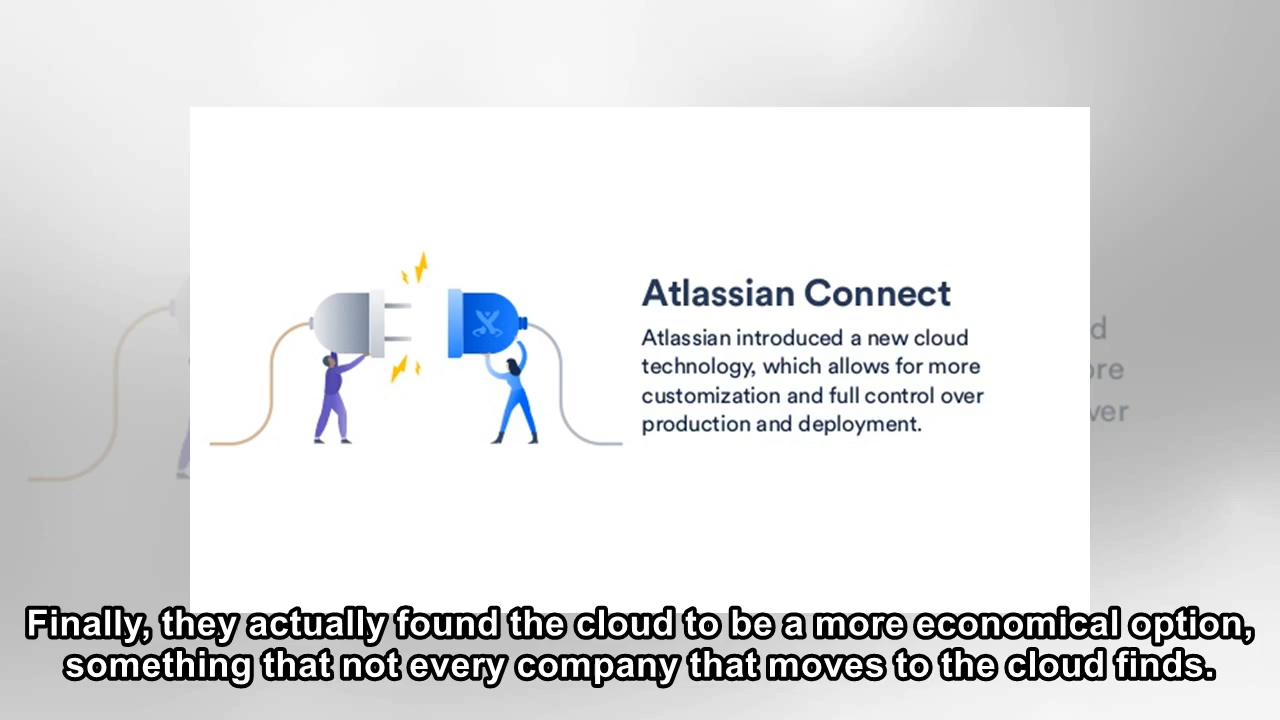 Atlassian Connect
Atlassian introduced a new cloud
technology, which allows for more
customization and full control over
production and deployment.
Finally, they actually found the cloud to be a more economical option,
something that not every company that moves to the cloud finds.